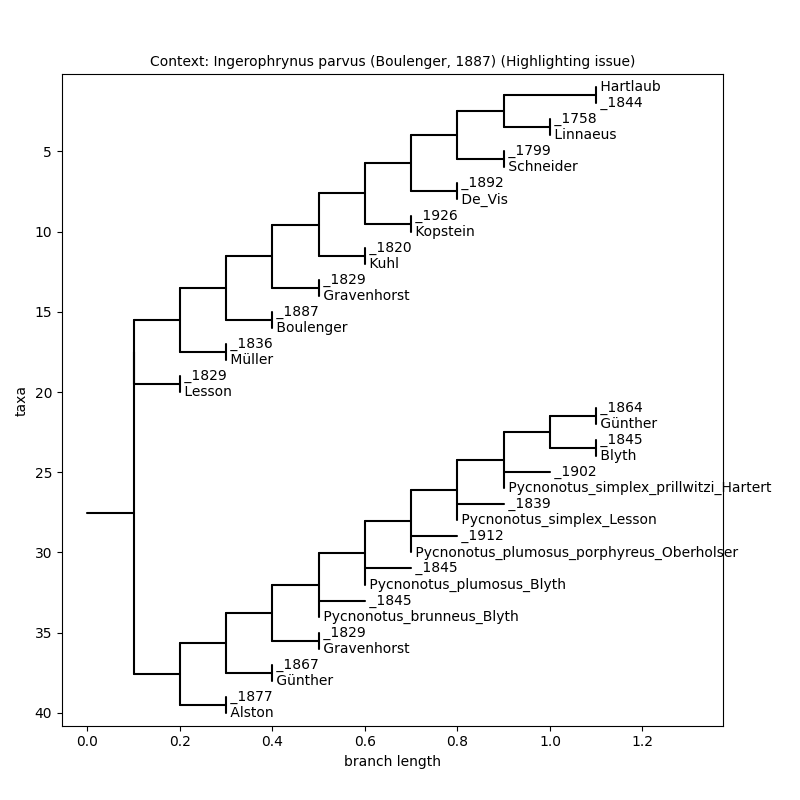 Context: Ingerophrynus parvus (Boulenger, 1887) (Highlighting issue)
Hartlaub
_1844
_1758
Linnaeus
_1799
Schneider
_1892
De_Vis
_1926
Kopstein
_1820
Kuhl
_1829
Gravenhorst
_1887
Boulenger
_1836
Müller
_1829
Lesson
_1864
Günther
_1845
Blyth
_1902
Pycnonotus_simplex_prillwitzi_Hartert
_1839
Pycnonotus_simplex_Lesson
_1912
Pycnonotus_plumosus_porphyreus_Oberholser
_1845
Pycnonotus_plumosus_Blyth
_1845
Pycnonotus_brunneus_Blyth
_1829
Gravenhorst
_1867
Günther
_1877
Alston
5
10
15
20
25
30
35
40
taxa
0.0 0.2 0.4 0.6 0.8 1.0 1.2
branch length